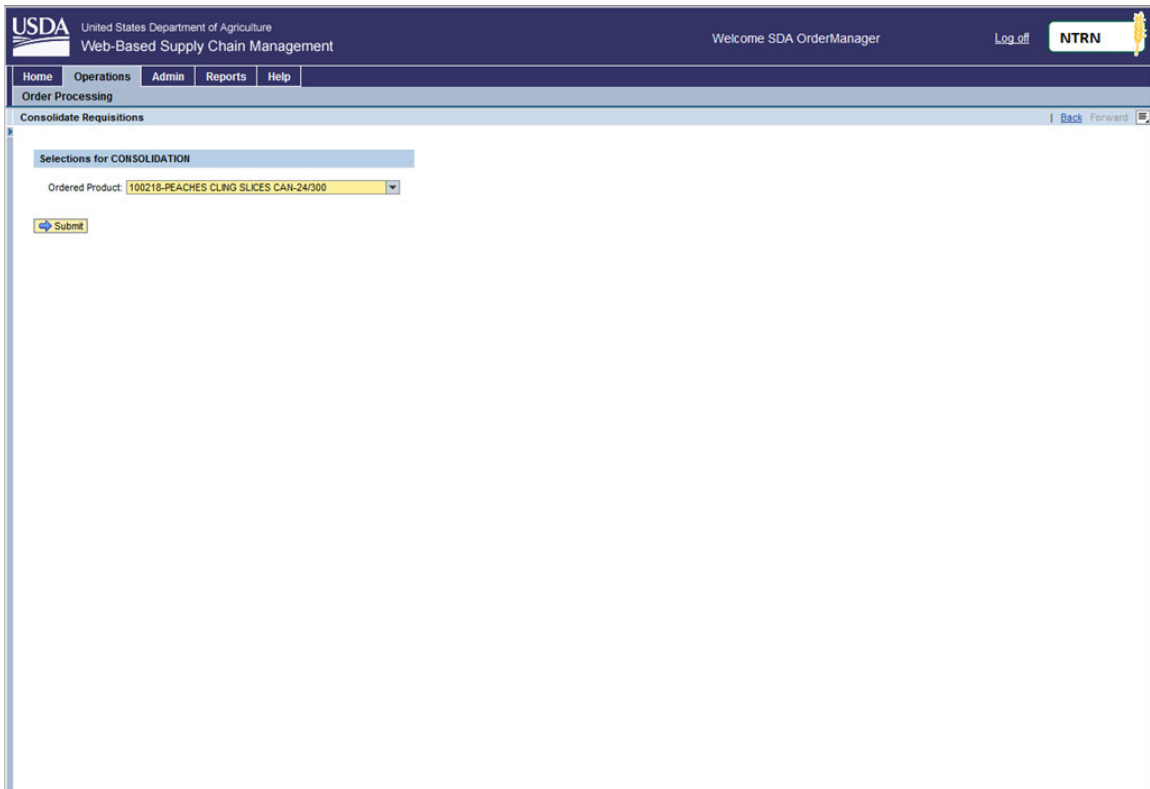 USDA
United States Department of Agriculture
Web-Based Supply Chain Management
Welcome SDA OrderManager
Log off
NTRN
Home Operations Admin Reports Help
Order Processing
Consolidate Requisitions
| Back Forward
Selections for CONSOLIDATION
Ordered Product: 100218-PEACHES CLING SLICES CAN-24/300
Submit